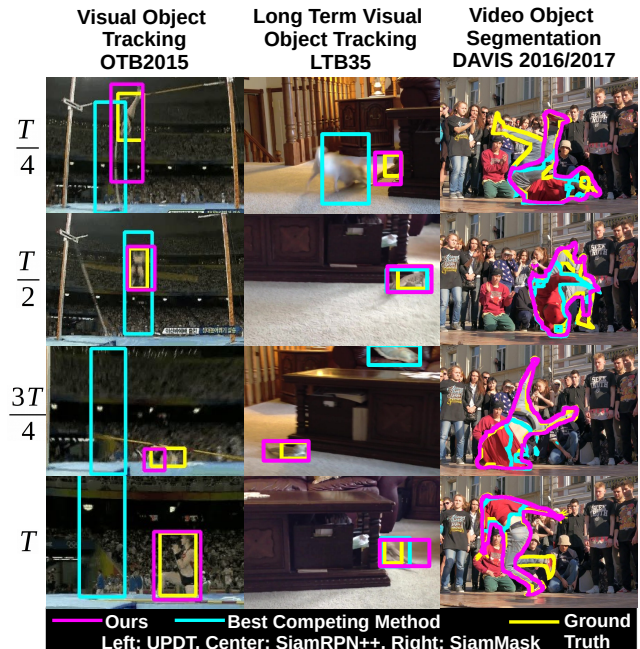 Visual Object
Tracking
OTB2015
Long Term Visual
Object Tracking
LTB35
Video Object
Segmentation
DAVIS 2016/2017
T
4
T
2
3T
4
T
Ours
Best Competing Method
Ground
Truth
Left: UPDT, Center: SiamRPN++, Right: SiamMask